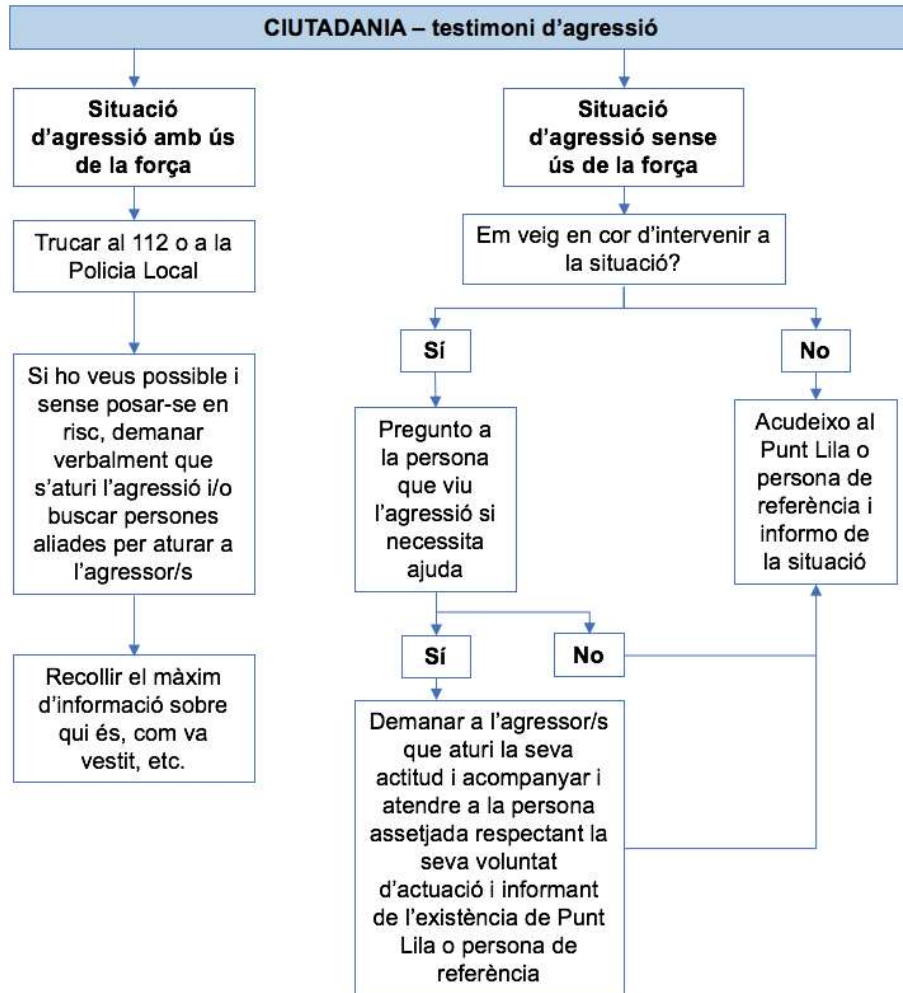 CIUTADANIA – testimoni d'agressió
Situació
d'agressió amb ús
de la força
Trucar al 112 o a la
Policia Local
Si ho veus possible i
sense posar-se en
risc, demanar
verbalment que
s'aturi l'agressió i/o
buscar persones
aliades per aturar a
l'agressor/s
Recollir el màxim
d'informació sobre
qui és, com va
vestit, etc.
Situació
d'agressió sense
ús de la força
Em veig en cor d'intervenir a
la situació?
Sí
No
Pregunto a
la persona
que viu
l'agressió si
necessita
ajuda
Acudeixo al
Punt Lila o
persona de
referència i
informo de
la situació
Sí
No
Demanar a l'agressor/s
que aturi la seva
actitud i acompanyar i
atendre a la persona
assetjada respectant la
seva voluntat
d'actuació i informant
de l'existència de Punt
Lila o persona de
referència